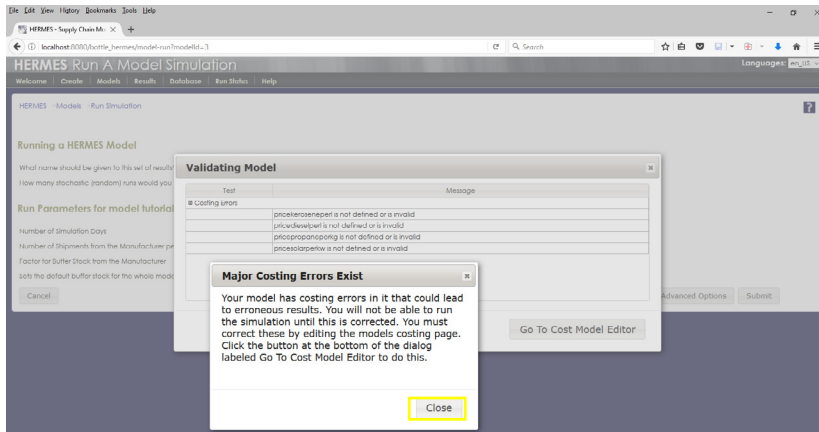 File Edit View History Bookmarks Tools Help
HERMES - Supply Chain Mo
localhost:8080/bottle_hermes/model-run?modelId=3
Search
HERMES Run A Model Simulation
Languages: en_US
Welcome Create Models Results Database Run Status Help
HERMES Models Run Simulation
?
Running a HERMES Model
What name should be given to this set of results
How many stochastic (random) runs would you
Run Parameters for model tutorial
Number of Simulation Days
Number of Shipments from the Manufacturer pe
Factor for Buffer Stock from the Manufacturer
Sets the default buffer stock for the whole mode
Cancel
Advanced Options Submit
Validating Model
Test Message
Costing Errors
pricekeroseneperl is not defined or is invalid
pricedieselperl is not defined or is invalid
pricepropaneperkg is not defined or is invalid
pricesolarperkw is not defined or is invalid
Go To Cost Model Editor
Major Costing Errors Exist
Your model has costing errors in it that could lead
to erroneous results. You will not be able to run
the simulation until this is corrected. You must
correct these by editing the models costing page.
Click the button at the bottom of the dialog
labeled Go To Cost Model Editor to do this.
Close